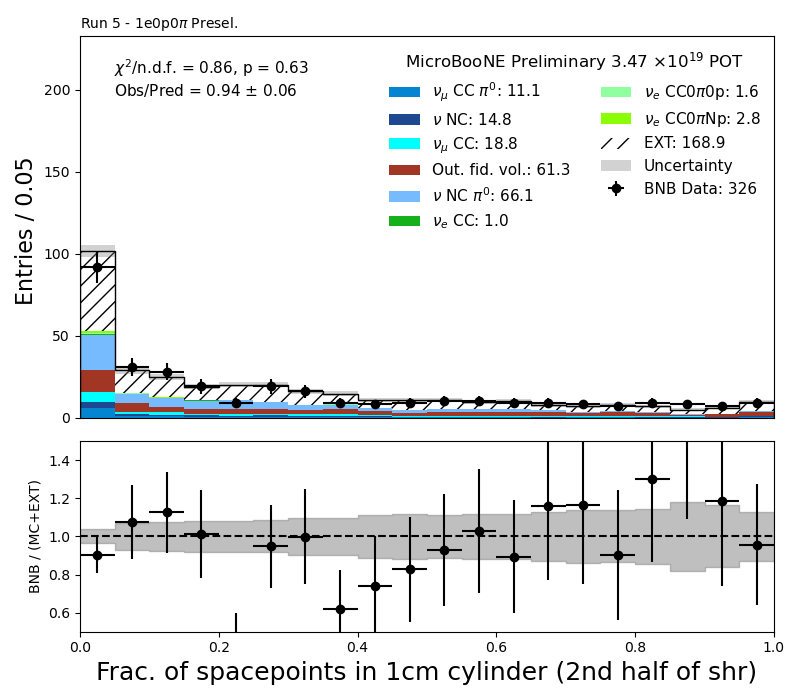 Run 5 - 1e0p0π Presel.
χ²/n.d.f. = 0.86, p = 0.63
Obs/Pred = 0.94 ± 0.06
MicroBooNE Preliminary 3.47 ×10¹⁹ POT
ν_μ CC π⁰: 11.1
ν NC: 14.8
ν_μ CC: 18.8
Out. fid. vol.: 61.3
ν NC π⁰: 66.1
ν_e CC: 1.0
ν_e CC0π0p: 1.6
ν_e CC0πNp: 2.8
EXT: 168.9
Uncertainty
BNB Data: 326
Entries / 0.05
200
150
100
50
0
BNB / (MC+EXT)
1.4
1.2
1.0
0.8
0.6
0.0 0.2 0.4 0.6 0.8 1.0
Frac. of spacepoints in 1cm cylinder (2nd half of shr)